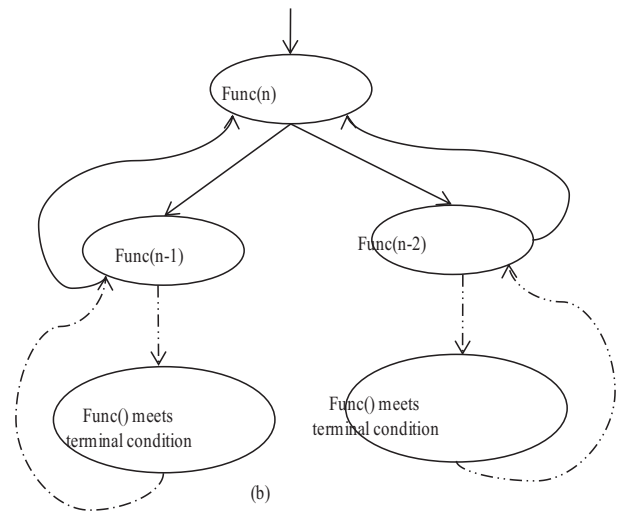 Func(n)
Func(n-1)
Func(n-2)
Func() meets
terminal condition
Func() meets
terminal condition
(b)